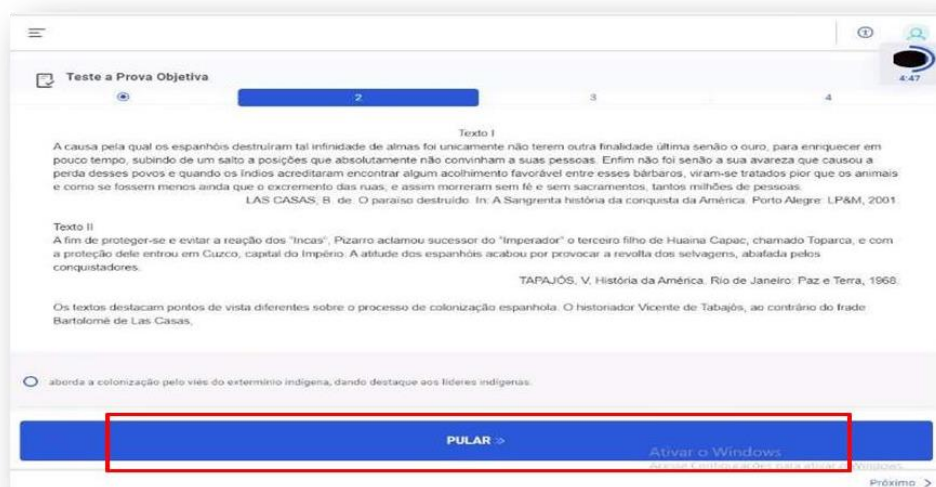 4:47
Teste a Prova Objetiva
2
3
4
Texto I
A causa pela qual os espanhóis destruíram tal infinidade de almas foi unicamente não terem outra finalidade última senão o ouro, para enriquecer em
pouco tempo, subindo de um salto a posições que absolutamente não convinham a suas pessoas. Enfim não foi senão a sua avareza que causou a
perda desses povos e quando os índios acreditaram encontrar algum acolhimento favorável entre esses bárbaros, viram-se tratados pior que os animais
e como se fossem menos ainda que o excremento das ruas; e assim morreram sem fé e sem sacramentos, tantos milhões de pessoas.
LAS CASAS, B. de. O paraíso destruído. In: A Sangrenta história da conquista da América. Porto Alegre: LP&M, 2001.
Texto II
A fim de proteger-se e evitar a reação dos "Incas", Pizarro aclamou sucessor do "Imperador" o terceiro filho de Huaina Capac, chamado Toparca, e com
a proteção dele entrou em Cuzco, capital do Império. A atitude dos espanhóis acabou por provocar a revolta dos selvagens, abafada pelos
conquistadores.
TAPAJÓS, V. História da América. Rio de Janeiro: Paz e Terra, 1968.
Os textos destacam pontos de vista diferentes sobre o processo de colonização espanhola. O historiador Vicente de Tabajós, ao contrário do frade
Bartolomé de Las Casas,
aborda a colonização pelo viés do extermínio indígena, dando destaque aos líderes indígenas.
PULAR >>
Ativar o Windows
Acesse Configurações para ativar o Windows.
Próximo >